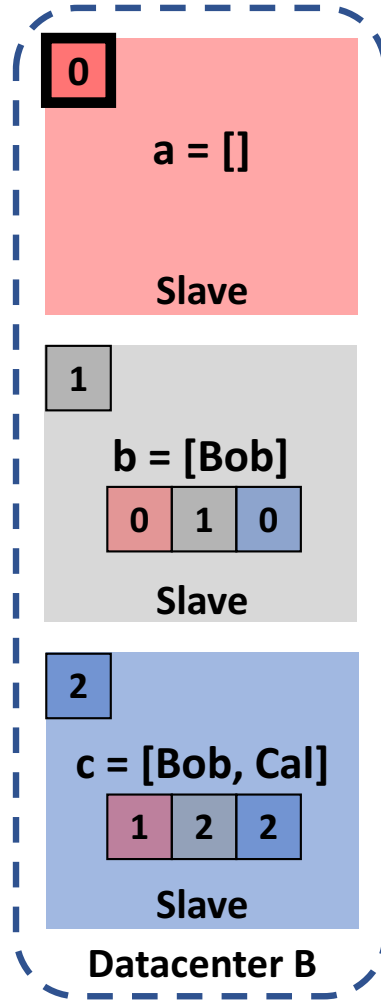 0
a = []
Slave
1
b = [Bob]
0 1 0
Slave
2
c = [Bob, Cal]
1 2 2
Slave
Datacenter B